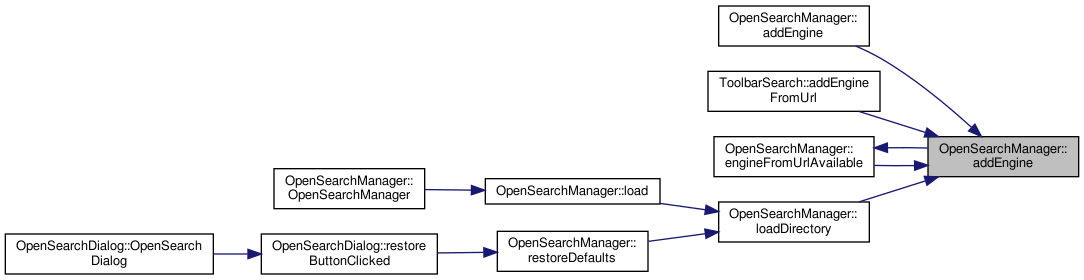 OpenSearchManager::
addEngine
ToolbarSearch::addEngine
FromUrl
OpenSearchManager::
engineFromUrlAvailable
OpenSearchManager::
addEngine
OpenSearchManager::
OpenSearchManager
OpenSearchManager::load
OpenSearchManager::
loadDirectory
OpenSearchDialog::OpenSearch
Dialog
OpenSearchDialog::restore
ButtonClicked
OpenSearchManager::
restoreDefaults